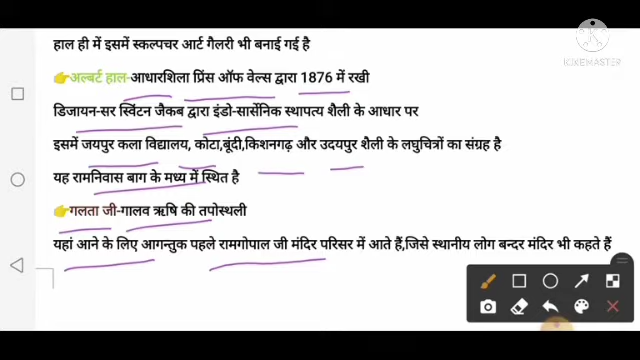 हाल ही में इसमें स्कल्पचर आर्ट गैलरी भी बनाई गई है
👉अल्बर्ट हाल-आधारशिला प्रिंस ऑफ वेल्स द्वारा 1876 में रखी
डिजायन-सर स्विंटन जैकब द्वारा इंडो-सार्सेनिक स्थापत्य शैली के आधार पर
इसमें जयपुर कला विद्यालय, कोटा,बूंदी,किशनगढ़ और उदयपुर शैली के लघुचित्रों का संग्रह है
यह रामनिवास बाग के मध्य में स्थित है
👉गलता जी-गालव ऋषि की तपोस्थली
यहां आने के लिए आगन्तुक पहले रामगोपाल जी मंदिर परिसर में आते हैं,जिसे स्थानीय लोग बन्दर मंदिर भी कहते हैं
KINEMASTER